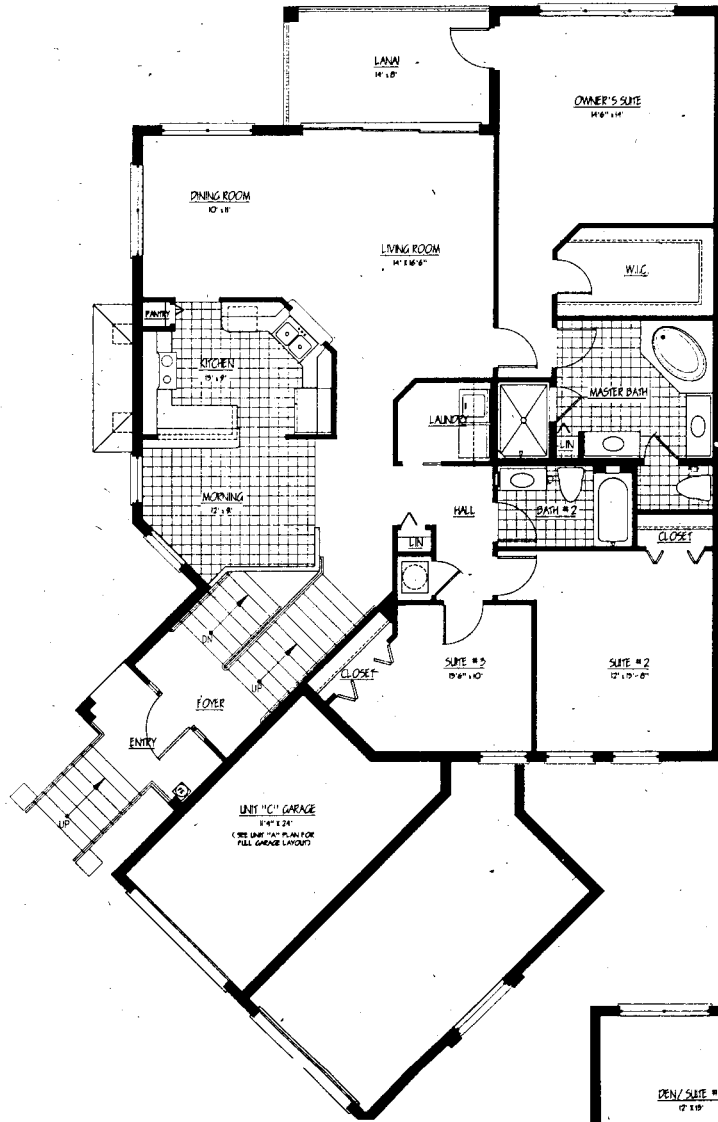 LANAI
14' x 8'
OWNER'S SUITE
14'6" x 14'
DINING ROOM
10' x 11'
LIVING ROOM
14' X 16'6"
W.I.C.
PANTRY
KITCHEN
MASTER BATH
LAUNDRY
LIN
MORNING
12' x 9'
HALL
BATH #2
CLOSET
LIN
DN
UP
CLOSET
SUITE #3
SUITE #2
FOYER
ENTRY
UP
UNIT "C" GARAGE
11'4" X 24'
(SEE UNIT "A" PLAN FOR
FULL GARAGE LAYOUT)
DEN/ SUITE #